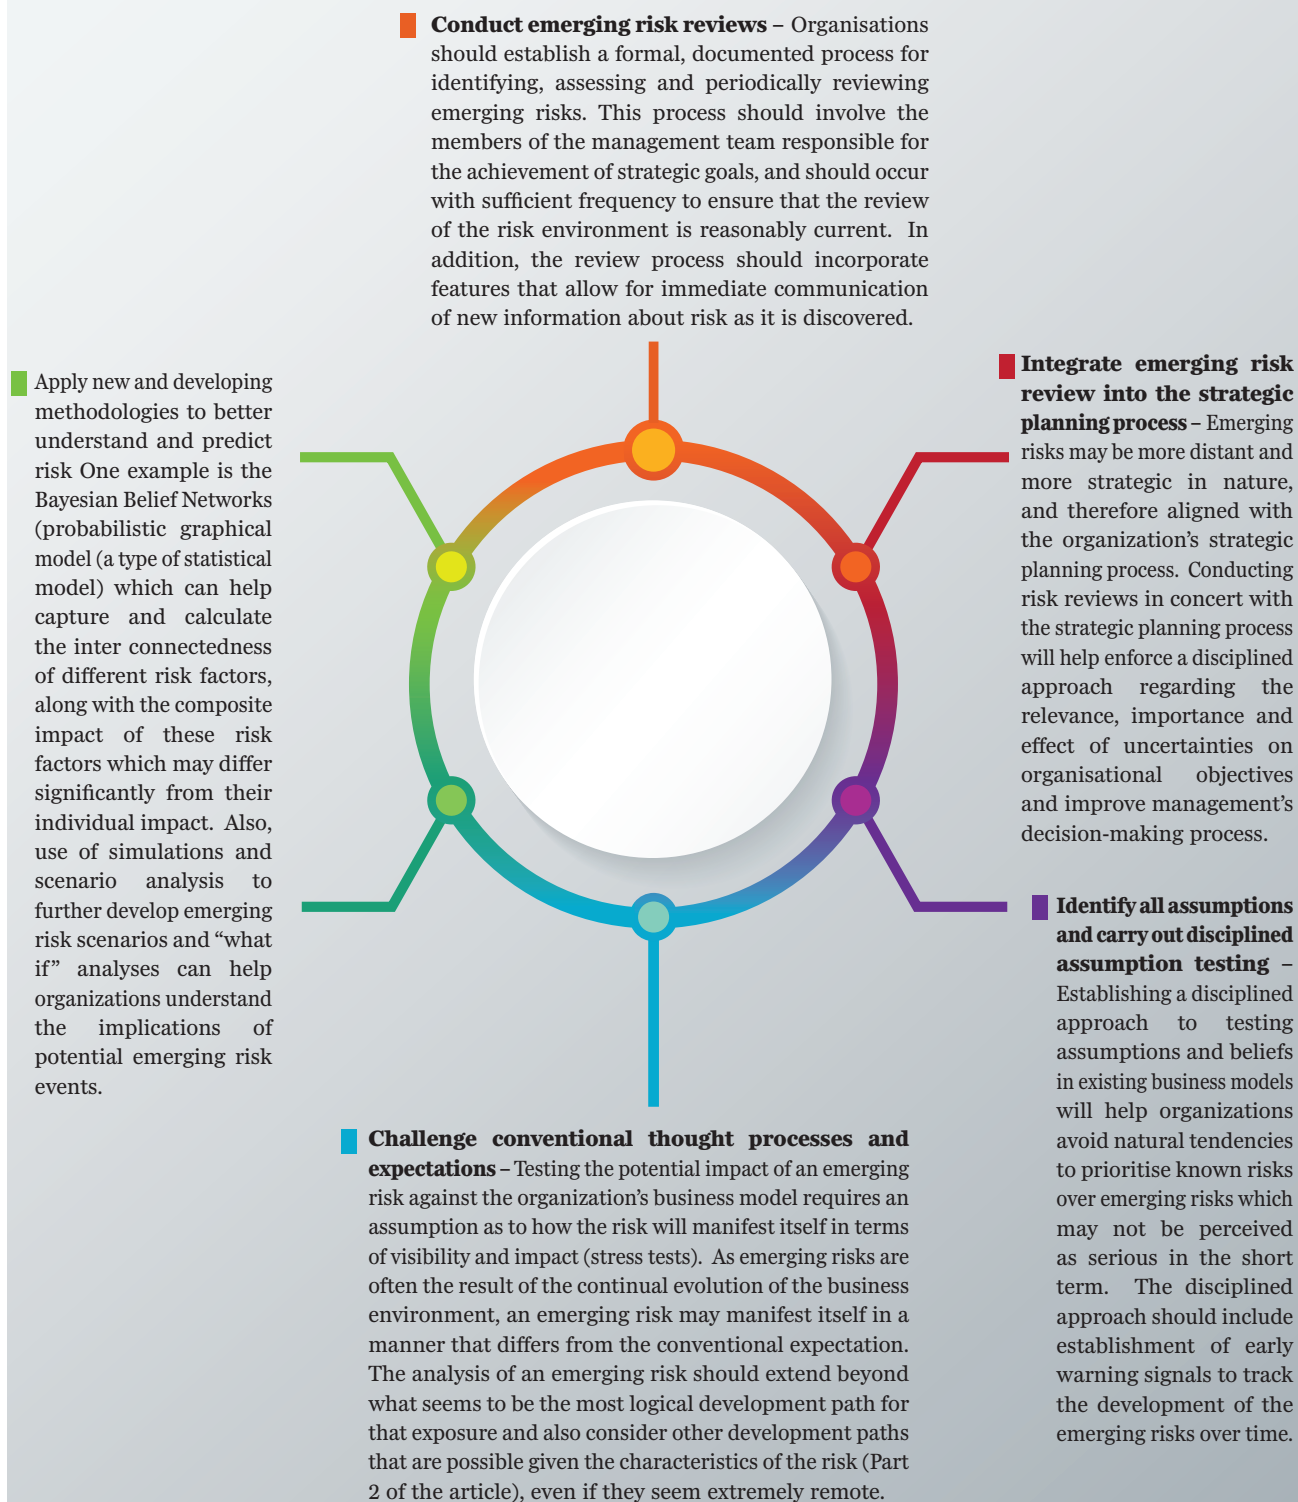 Conduct emerging risk reviews – Organisations
should establish a formal, documented process for
identifying, assessing and periodically reviewing
emerging risks. This process should involve the
members of the management team responsible for
the achievement of strategic goals, and should occur
with sufficient frequency to ensure that the review
of the risk environment is reasonably current. In
addition, the review process should incorporate
features that allow for immediate communication
of new information about risk as it is discovered.
Integrate emerging risk
review into the strategic
planning process – Emerging
risks may be more distant and
more strategic in nature,
and therefore aligned with
the organization’s strategic
planning process. Conducting
risk reviews in concert with
the strategic planning process
will help enforce a disciplined
approach regarding the
relevance, importance and
effect of uncertainties on
organisational objectives
and improve management’s
decision-making process.
Identify all assumptions
and carry out disciplined
assumption testing –
Establishing a disciplined
approach to testing
assumptions and beliefs
in existing business models
will help organizations
avoid natural tendencies
to prioritise known risks
over emerging risks which
may not be perceived
as serious in the short
term. The disciplined
approach should include
establishment of early
warning signals to track
the development of the
emerging risks over time.
Challenge conventional thought processes and
expectations – Testing the potential impact of an emerging
risk against the organization’s business model requires an
assumption as to how the risk will manifest itself in terms
of visibility and impact (stress tests). As emerging risks are
often the result of the continual evolution of the business
environment, an emerging risk may manifest itself in a
manner that differs from the conventional expectation.
The analysis of an emerging risk should extend beyond
what seems to be the most logical development path for
that exposure and also consider other development paths
that are possible given the characteristics of the risk (Part
2 of the article), even if they seem extremely remote.
Apply new and developing
methodologies to better
understand and predict
risk One example is the
Bayesian Belief Networks
(probabilistic graphical
model (a type of statistical
model) which can help
capture and calculate
the inter connectedness
of different risk factors,
along with the composite
impact of these risk
factors which may differ
significantly from their
individual impact. Also,
use of simulations and
scenario analysis to
further develop emerging
risk scenarios and “what
if” analyses can help
organizations understand
the implications of
potential emerging risk
events.